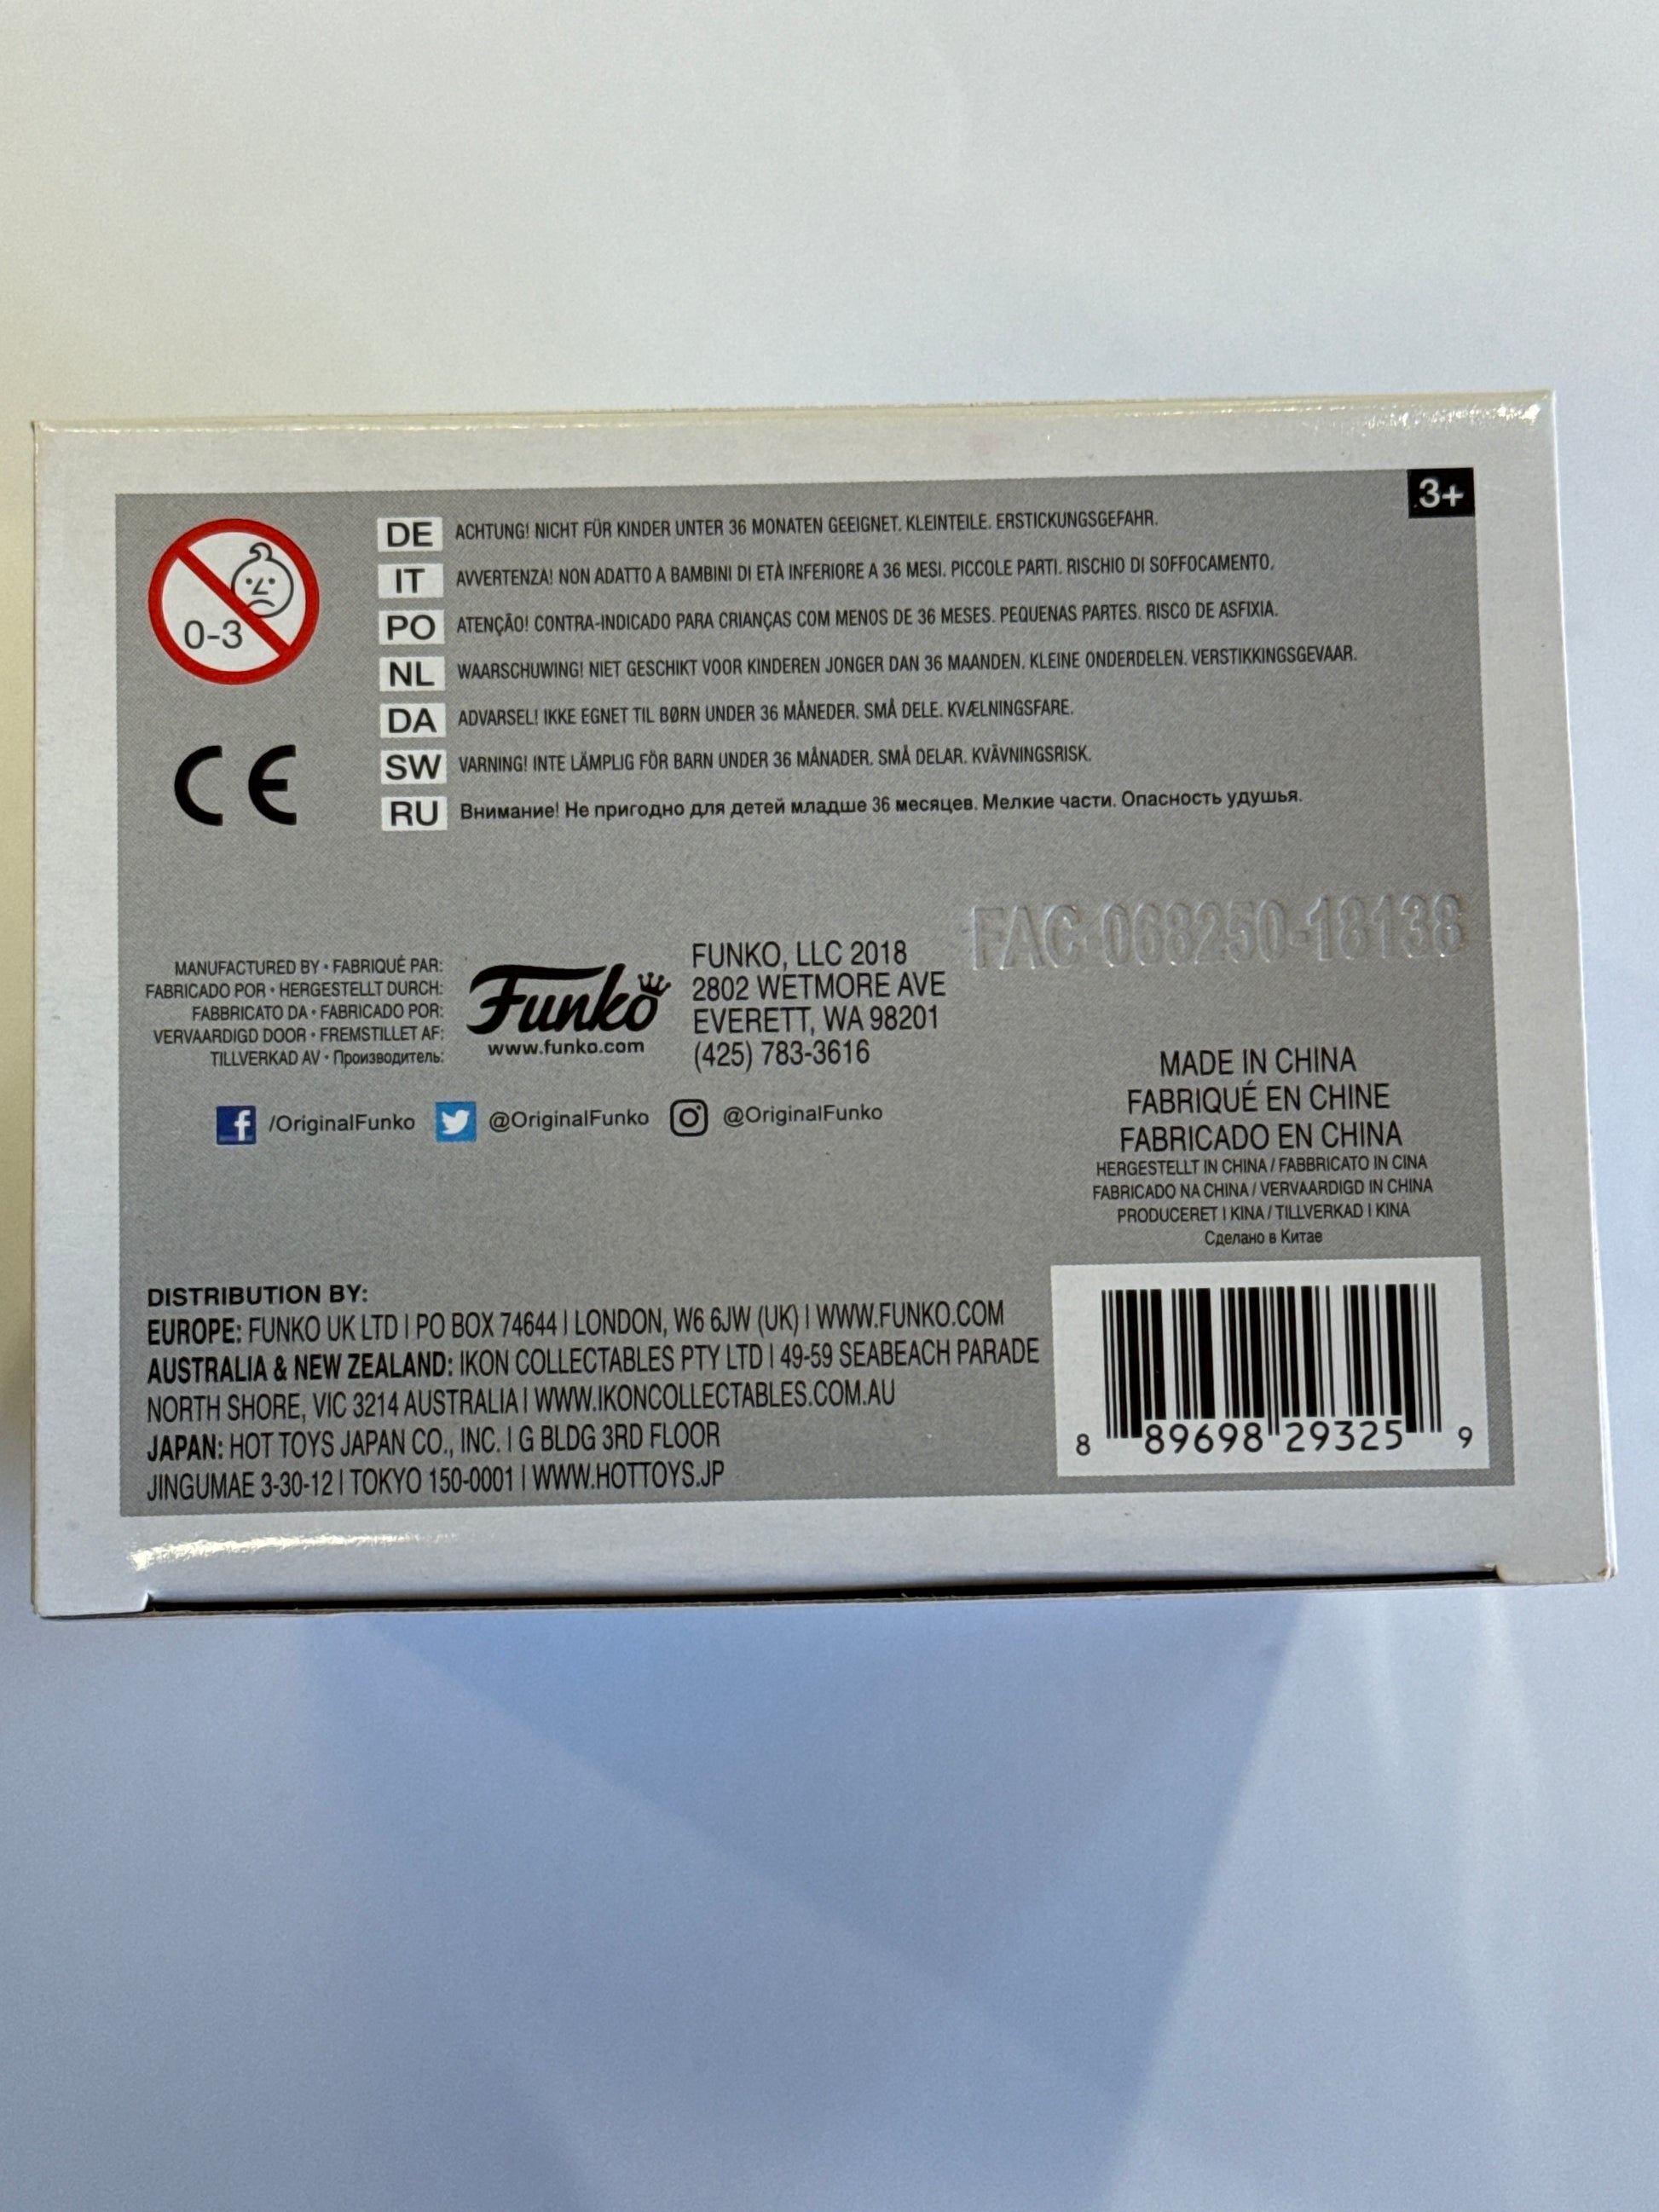 3+
0-3
DE ACHTUNG! NICHT FÜR KINDER UNTER 36 MONATEN GEEIGNET. KLEINTEILE. ERSTICKUNGSGEFAHR.
IT AVVERTENZA! NON ADATTO A BAMBINI DI ETÀ INFERIORE A 36 MESI. PICCOLE PARTI. RISCHIO DI SOFFOCAMENTO.
PO ATENÇÃO! CONTRA-INDICADO PARA CRIANÇAS COM MENOS DE 36 MESES. PEQUENAS PARTES. RISCO DE ASFIXIA.
NL WAARSCHUWING! NIET GESCHIKT VOOR KINDEREN JONGER DAN 36 MAANDEN. KLEINE ONDERDELEN. VERSTIKKINGSGEVAAR.
DA ADVARSEL! IKKE EGNET TIL BØRN UNDER 36 MÅNEDER. SMÅ DELE. KVÆLNINGSFARE.
SW VARNING! INTE LÄMPLIG FÖR BARN UNDER 36 MÅNADER. SMÅ DELAR. KVÄVNINGSRISK.
RU Внимание! Не пригодно для детей младше 36 месяцев. Мелкие части. Опасность удушья.
CE
FAC-068250-18138
MANUFACTURED BY • FABRIQUÉ PAR:
FABRICADO POR • HERGESTELLT DURCH:
FABBRICATO DA • FABRICADO POR:
VERVAARDIGD DOOR • FREMSTILLET AF:
TILLVERKAD AV • Производитель:
Funko
www.funko.com
FUNKO, LLC 2018
2802 WETMORE AVE
EVERETT, WA 98201
(425) 783-3616
/OriginalFunko @OriginalFunko @OriginalFunko
MADE IN CHINA
FABRIQUÉ EN CHINE
FABRICADO EN CHINA
HERGESTELLT IN CHINA / FABBRICATO IN CINA
FABRICADO NA CHINA / VERVAARDIGD IN CHINA
PRODUCERET I KINA / TILLVERKAD I KINA
Сделано в Китае
DISTRIBUTION BY:
EUROPE: FUNKO UK LTD | PO BOX 74644 | LONDON, W6 6JW (UK) | WWW.FUNKO.COM
AUSTRALIA & NEW ZEALAND: IKON COLLECTABLES PTY LTD | 49-59 SEABEACH PARADE
NORTH SHORE, VIC 3214 AUSTRALIA | WWW.IKONCOLLECTABLES.COM.AU
JAPAN: HOT TOYS JAPAN CO., INC. | G BLDG 3RD FLOOR
JINGUMAE 3-30-12 | TOKYO 150-0001 | WWW.HOTTOYS.JP
8 89698 29325 9